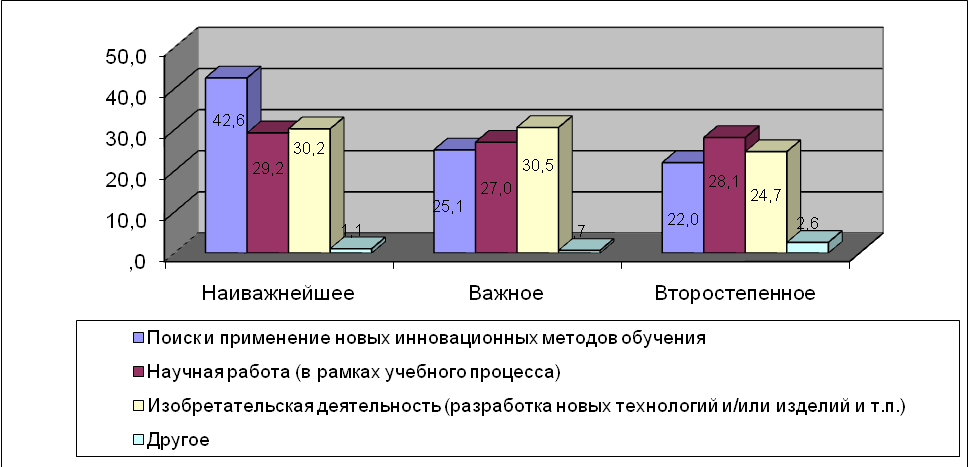 50,0
40,0
30,0
20,0
10,0
,0
42,6
29,2
30,2
1,1
25,1
27,0
30,5
,7
22,0
28,1
24,7
2,6
Наиважнейшее
Важное
Второстепенное
Поиск и применение новых инновационных методов обучения
Научная работа (в рамках учебного процесса)
Изобретательская деятельность (разработка новых технологий и/или изделий и т.п.)
Другое